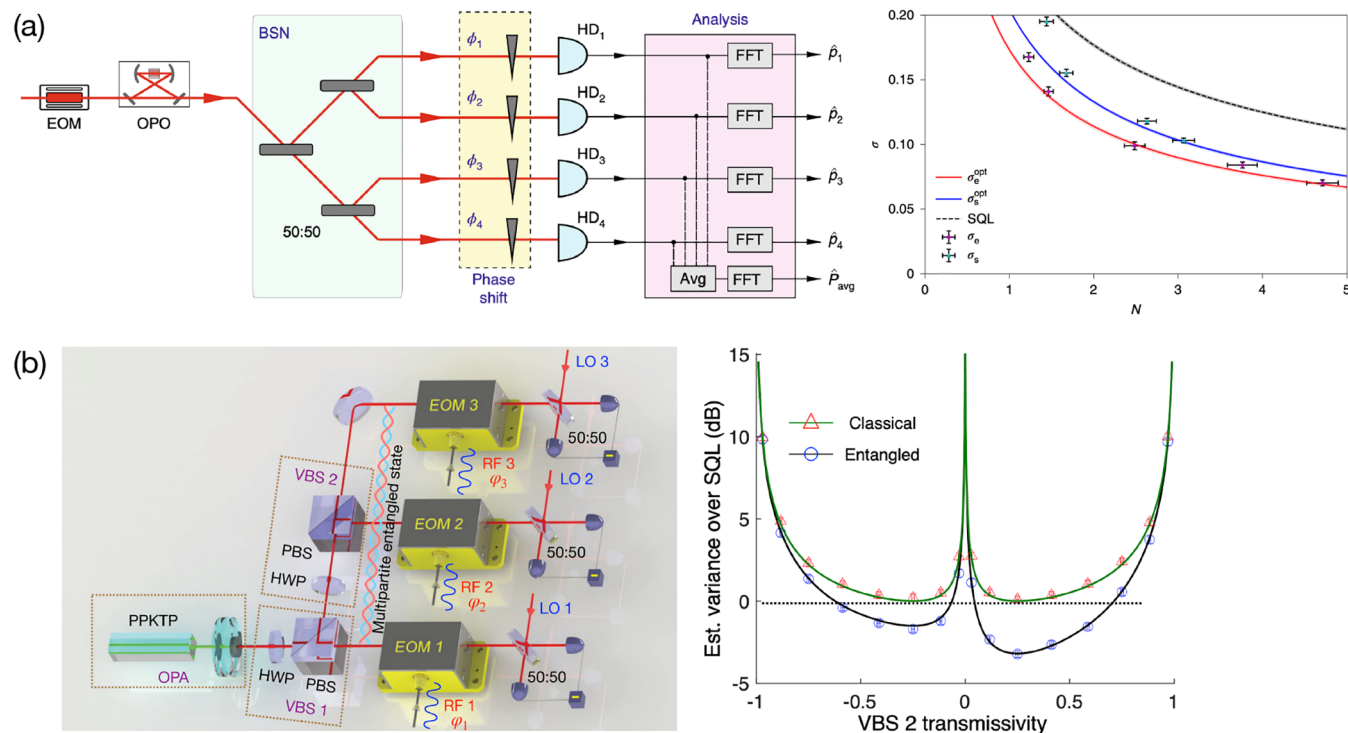 (a)
BSN
EOM
OPO
50:50
ϕ1
ϕ2
ϕ3
ϕ4
Phase
shift
HD1
HD2
HD3
HD4
Analysis
FFT
FFT
FFT
FFT
Avg
FFT
p̂1
p̂2
p̂3
p̂4
P̂avg
0.20
0.15
0.10
0.05
0
σ
σe^opt
σs^opt
SQL
σe
σs
0
1
2
3
4
5
N
(b)
LO 3
EOM 3
50:50
RF 3
φ3
VBS 2
PBS
HWP
Multipartite entangled state
LO 2
EOM 2
50:50
RF 2
φ2
LO 1
PPKTP
OPA
HWP
PBS
VBS 1
EOM 1
50:50
RF 1
φ1
Est. variance over SQL (dB)
15
10
5
0
-5
Classical
Entangled
-1
-0.5
0
0.5
1
VBS 2 transmissivity